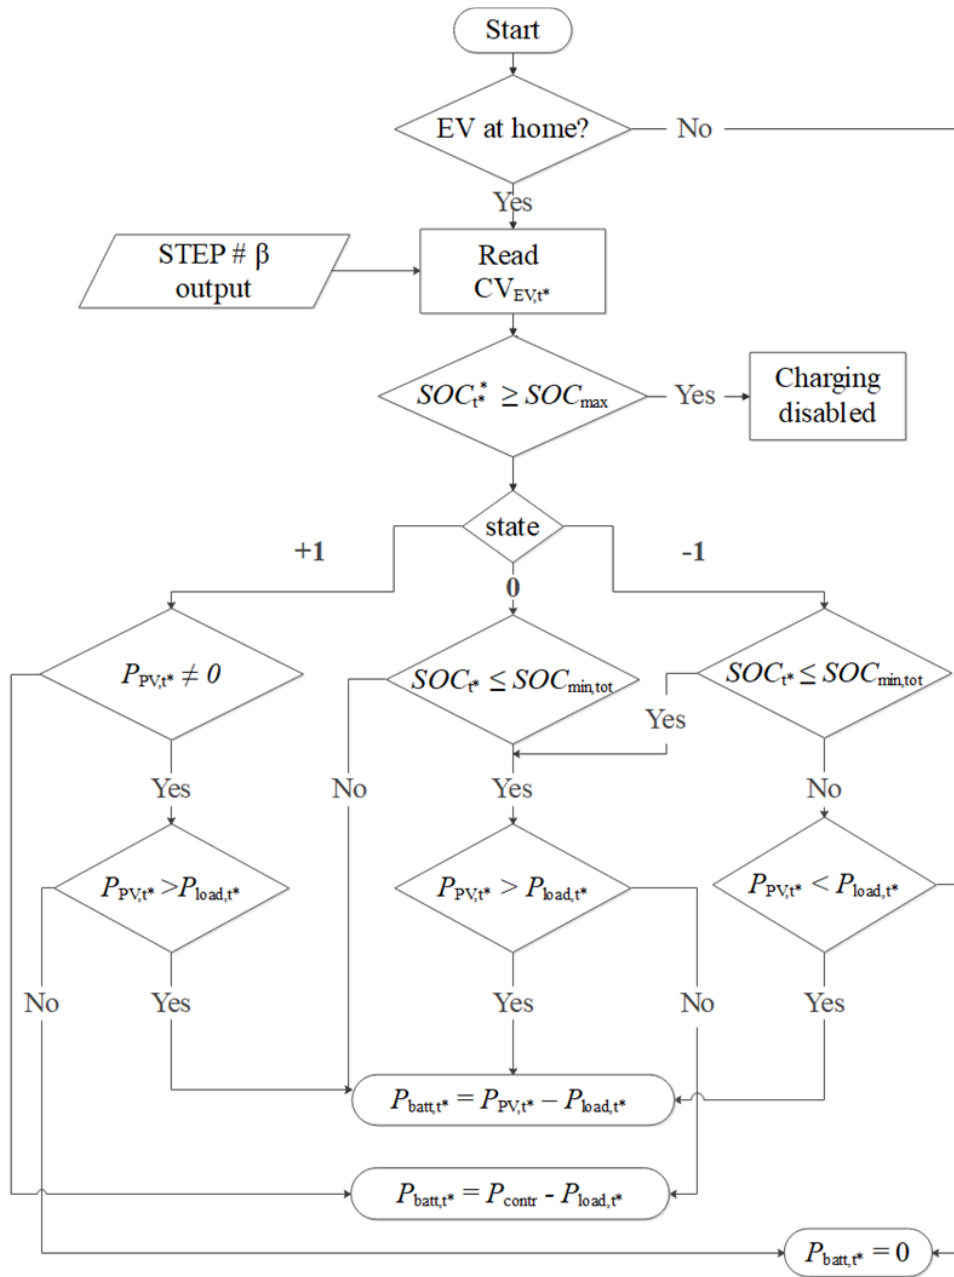 Start
EV at home?
No
Yes
STEP # β
output
Read
CV_EV,t*
SOC_t*^* ≥ SOC_max
Yes
Charging
disabled
state
+1
0
-1
P_PV,t* ≠ 0
SOC_t* ≤ SOC_min,tot
SOC_t* ≤ SOC_min,tot
Yes
Yes
No
Yes
No
P_PV,t* >P_load,t*
P_PV,t* > P_load,t*
P_PV,t* < P_load,t*
No
Yes
Yes
No
Yes
P_batt,t* = P_PV,t* – P_load,t*
P_batt,t* = P_contr - P_load,t*
P_batt,t* = 0